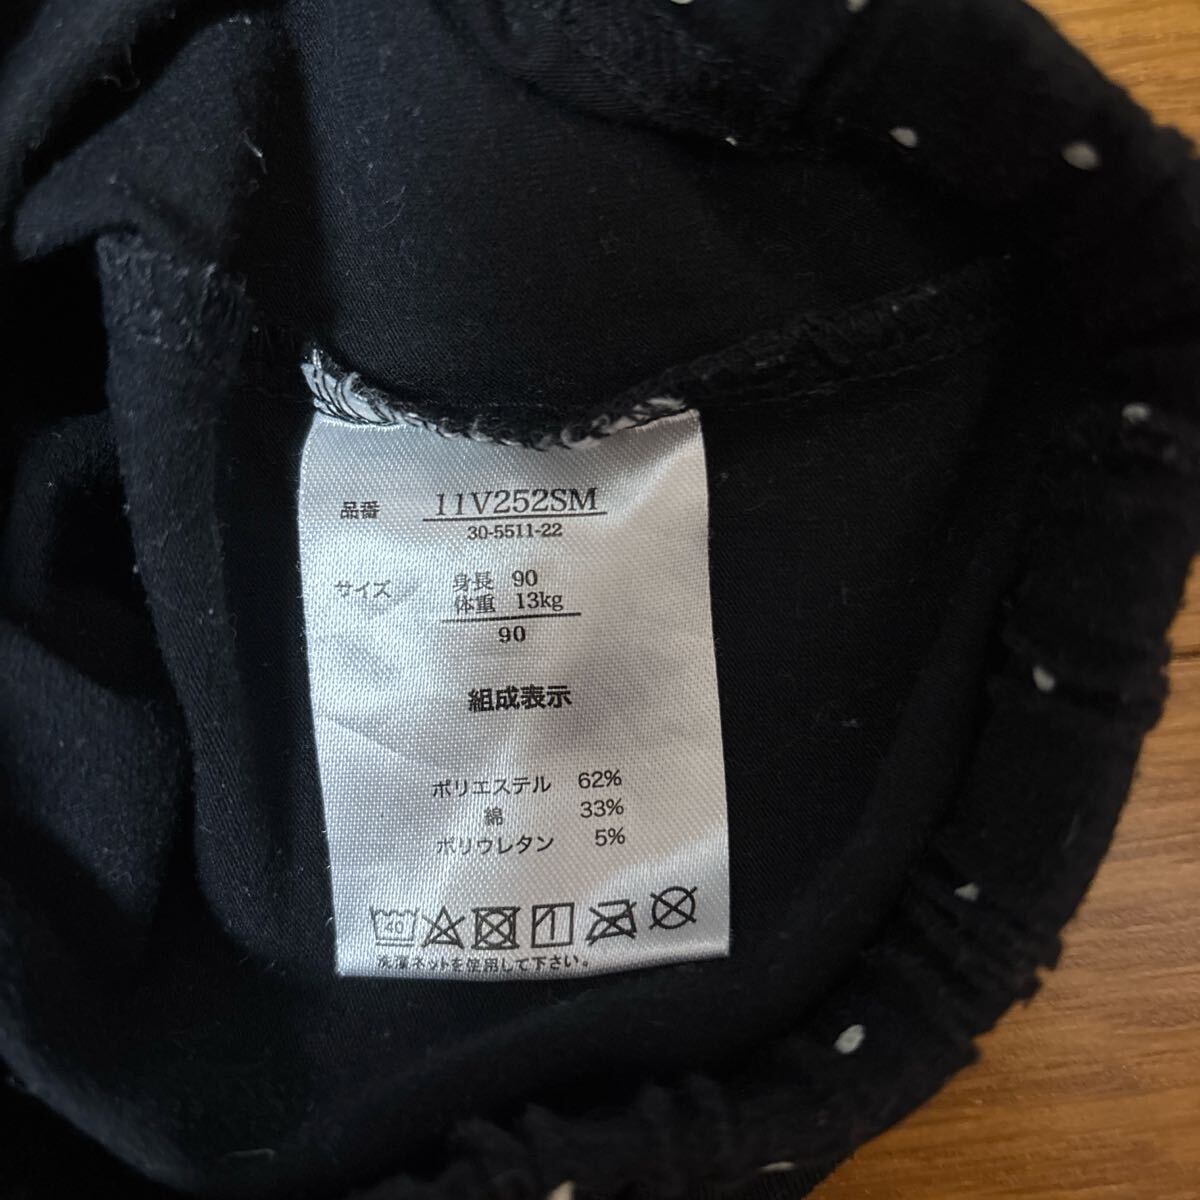 品番 11V252SM
30-5511-22
サイズ 身長 90
体重 13kg
90
組成表示
ポリエステル 62%
綿 33%
ポリウレタン 5%
40
洗濯ネットを使用して下さい。